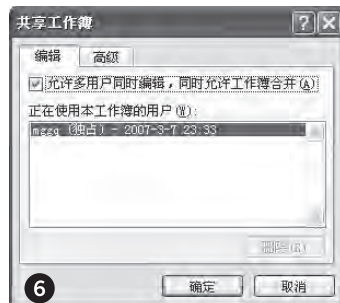 共享工作簿
编辑 高级
允许多用户同时编辑，同时允许工作簿合并(A)
正在使用本工作簿的用户(W):
(独占) - 2007-3-7 23:33
删除(R)
6 确定 取消